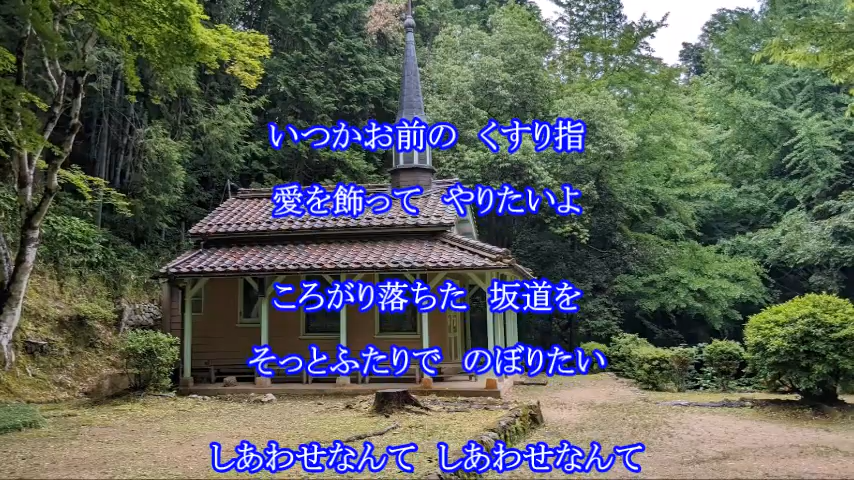 いつかお前の　くすり指
愛を飾って　やりたいよ
ころがり落ちた　坂道を
そっとふたりで　のぼりたい
しあわせなんて　しあわせなんて